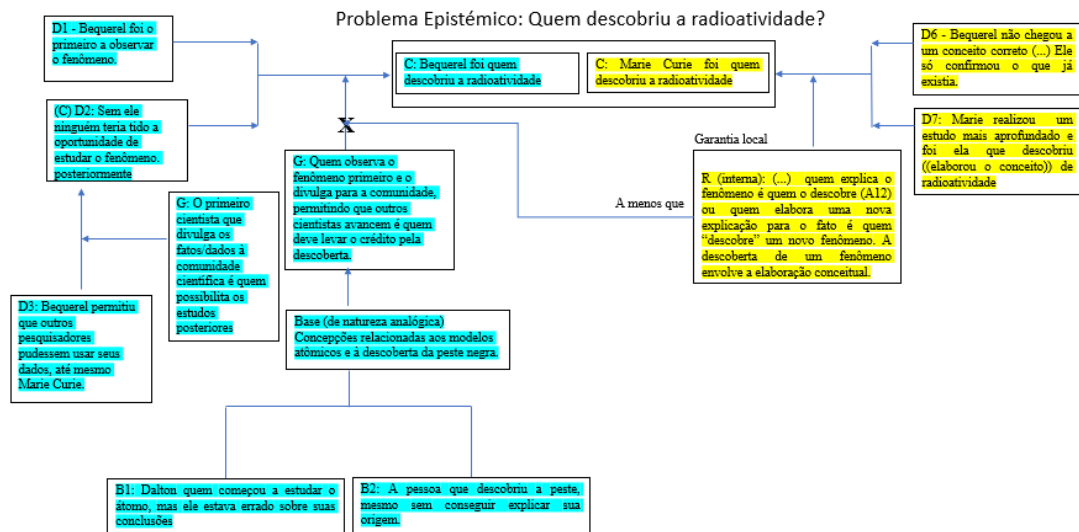 Problema Epistémico: Quem descobriu a radioatividade?
D1 - Bequerel foi o
primeiro a observar
o fenômeno.
C: Bequerel foi quem
descobriu a radioatividade
C: Marie Curie foi quem
descobriu a radioatividade
D6 - Bequerel não chegou a
um conceito correto (...) Ele
só confirmou o que já
existia.
(C) D2: Sem ele
ninguém teria tido a
oportunidade de
estudar o fenômeno.
posteriormente
X
D7: Marie realizou um
estudo mais aprofundado e
foi ela que descobriu
((elaborou o conceito)) de
radioatividade
Garantia local
G: Quem observa o
fenômeno primeiro e o
divulga para a comunidade,
permitindo que outros
cientistas avancem é quem
deve levar o crédito pela
descoberta.
A menos que
R (interna): (...) quem explica o
fenômeno é quem o descobre (A12)
ou quem elabora uma nova
explicação para o fato é quem
“descobre” um novo fenômeno. A
descoberta de um fenômeno
envolve a elaboração conceitual.
G: O primeiro
cientista que
divulga os
fatos/dados à
comunidade
científica é quem
possibilita os
estudos
posteriores
D3: Bequerel permitiu
que outros
pesquisadores
pudessem usar seus
dados, até mesmo
Marie Curie.
Base (de natureza analógica)
Concepções relacionadas aos modelos
atômicos e à descoberta da peste negra.
B1: Dalton quem começou a estudar o
átomo, mas ele estava errado sobre suas
conclusões
B2: A pessoa que descobriu a peste,
mesmo sem conseguir explicar sua
origem.